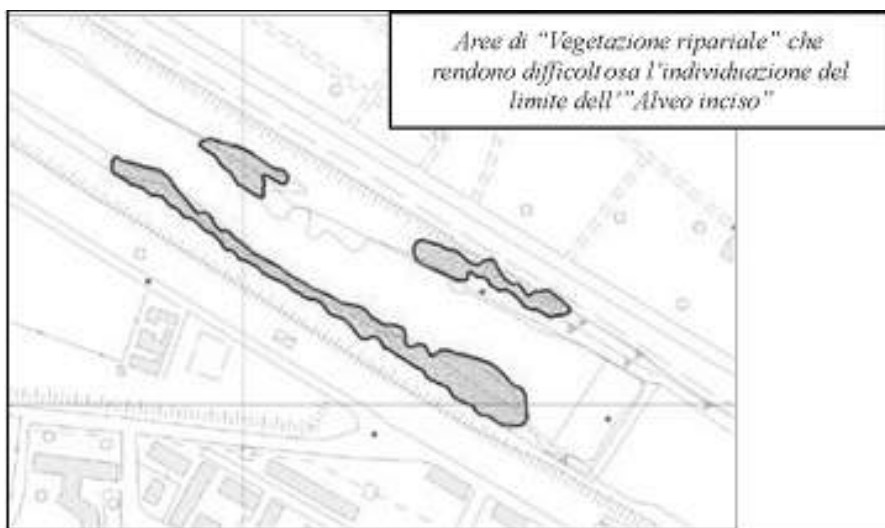 Aree di “Vegetazione ripariale” che
rendono difficoltosa l’individuazione del
limite dell’”Alveo inciso”